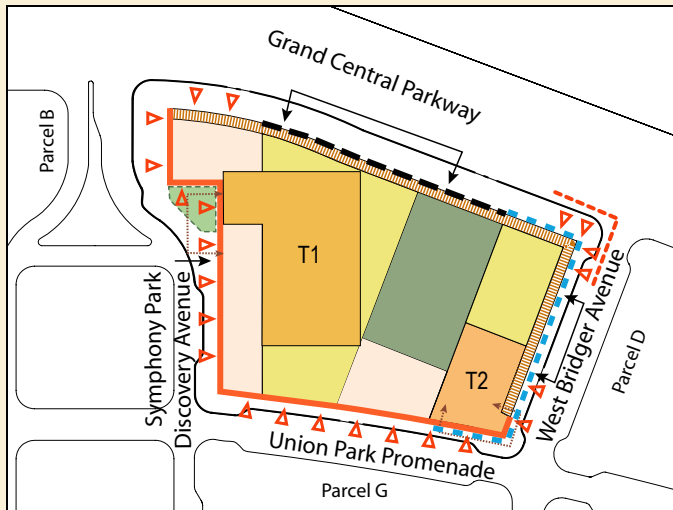 Grand Central Parkway
Parcel B
T1
Symphony Park
Discovery Avenue
T2
West Bridger Avenue
Parcel D
Union Park Promenade
Parcel G